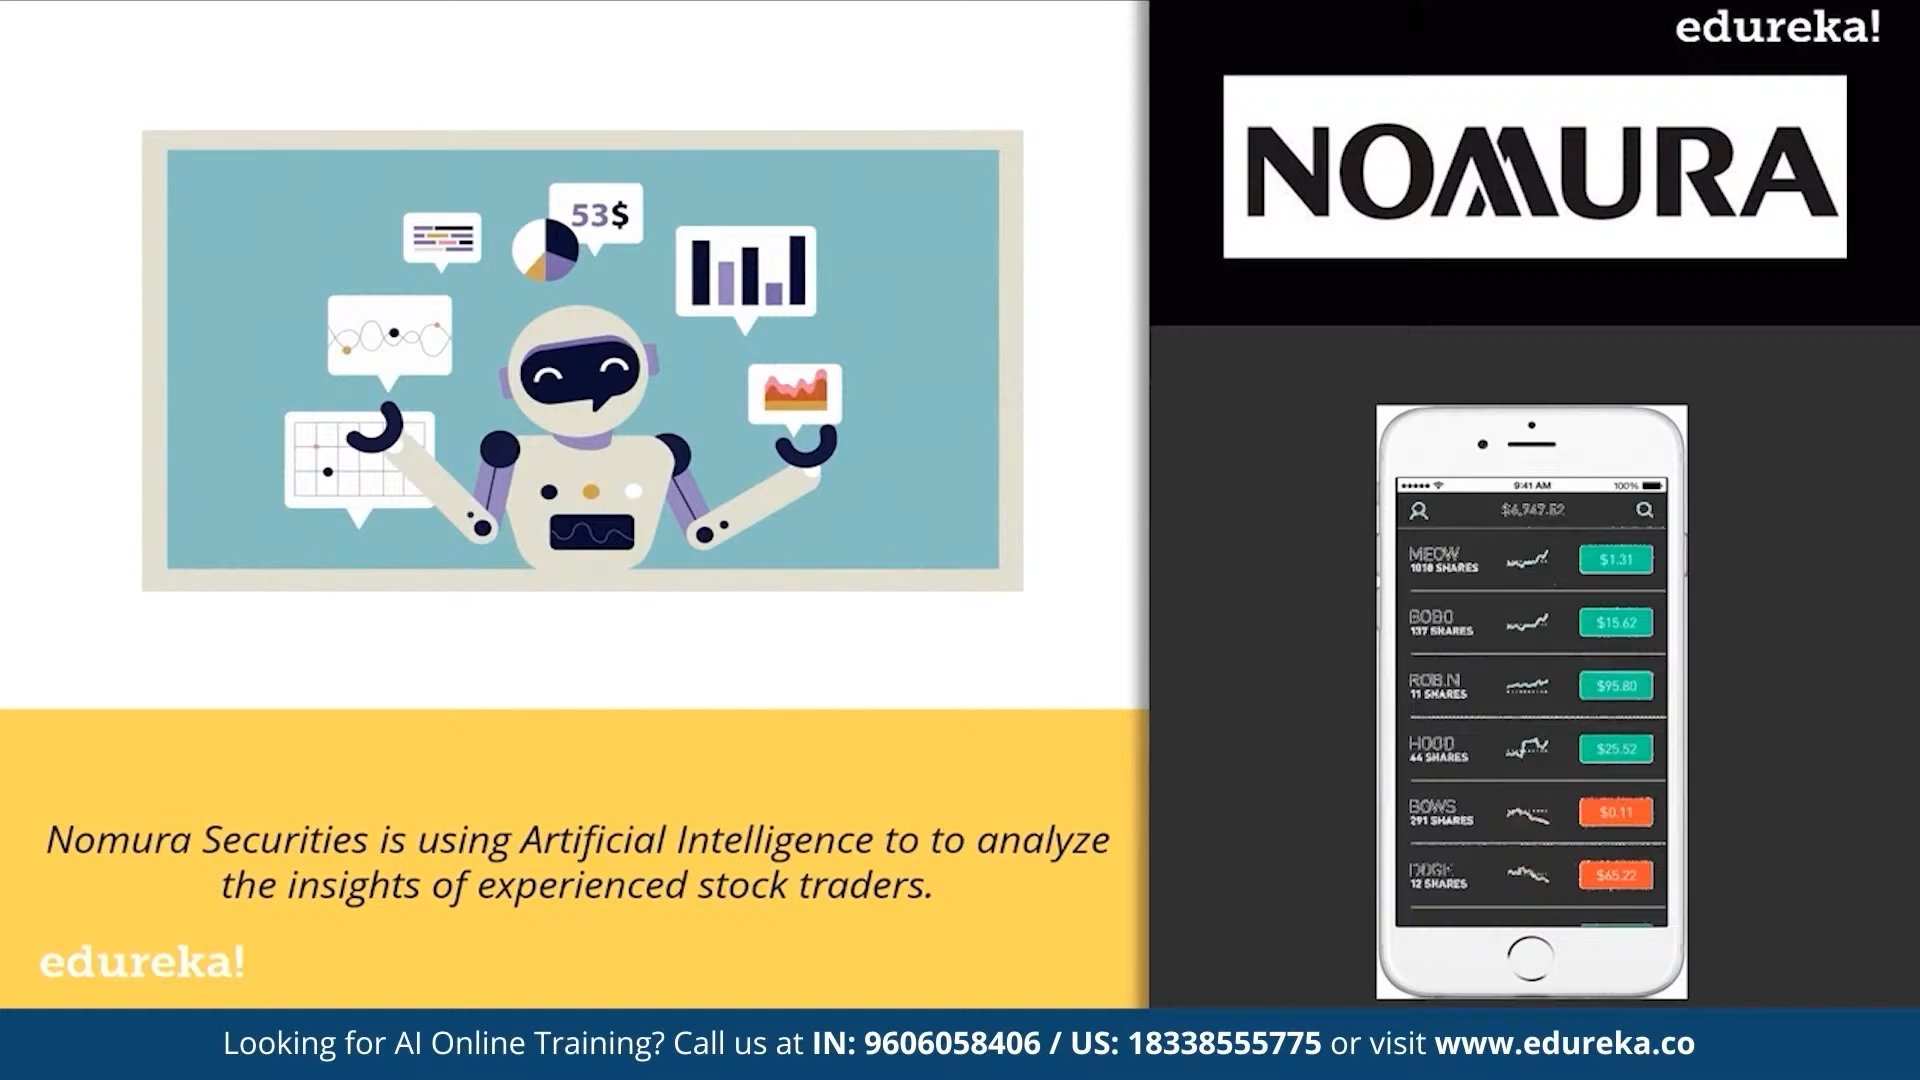 edureka!
NOMURA
53$
9:41 AM 100%
$6,747.52
MEOW
1018 SHARES
$1.31
BOBO
137 SHARES
$15.62
ROB.N
11 SHARES
$95.80
HOOD
44 SHARES
$25.52
BOWS
291 SHARES
$0.11
12 SHARES
$65.22
Nomura Securities is using Artificial Intelligence to to analyze
the insights of experienced stock traders.
edureka!
Looking for AI Online Training? Call us at IN: 9606058406 / US: 18338555775 or visit www.edureka.co